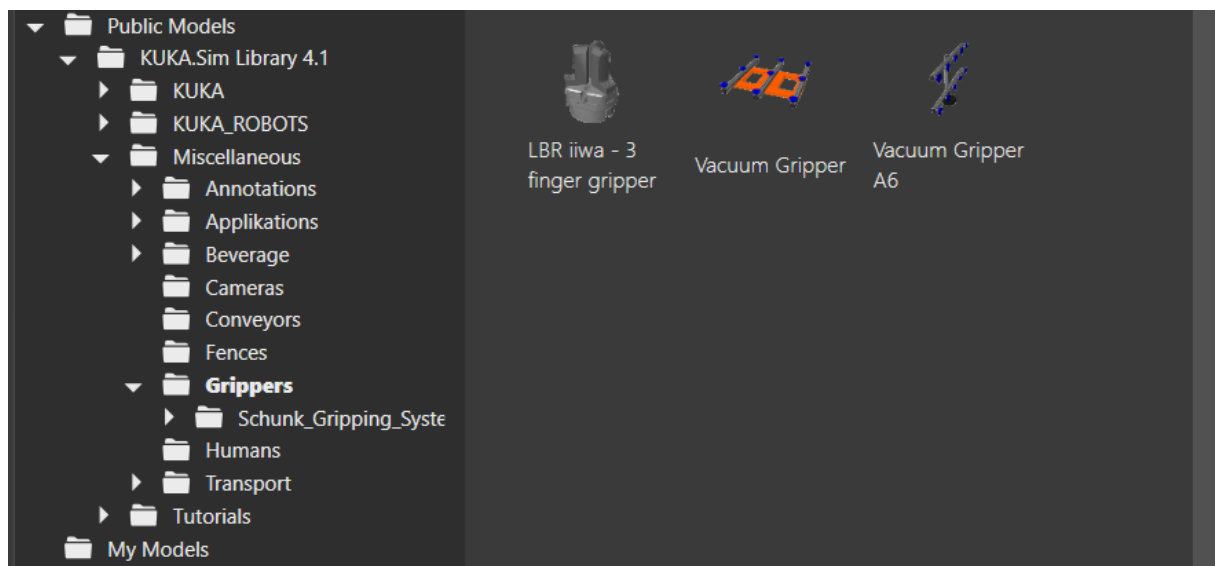 Public Models
KUKA.Sim Library 4.1
KUKA
KUKA_ROBOTS
Miscellaneous
Annotations
Applikations
Beverage
Cameras
Conveyors
Fences
Grippers
Schunk_Gripping_Syste
Humans
Transport
Tutorials
My Models
LBR iiwa - 3
finger gripper
Vacuum Gripper
Vacuum Gripper
A6